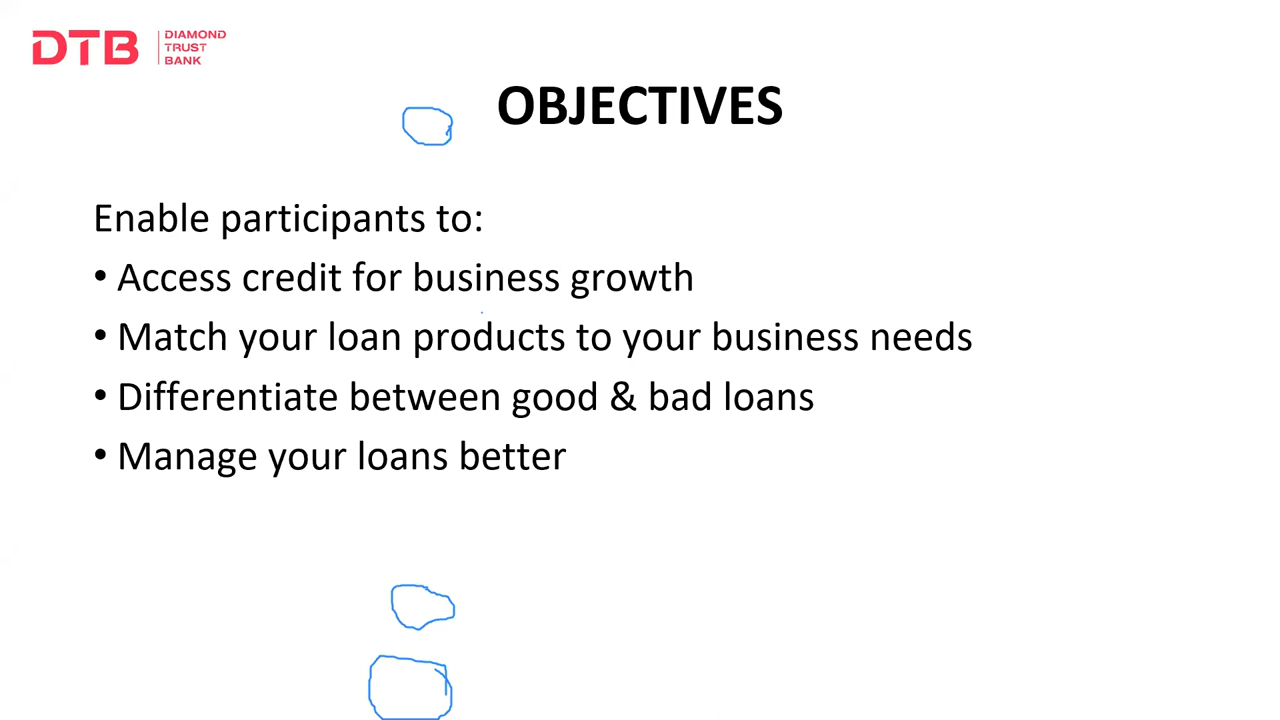 DTB
DIAMOND
TRUST
BANK
OBJECTIVES
Enable participants to:
• Access credit for business growth
• Match your loan products to your business needs
• Differentiate between good & bad loans
• Manage your loans better